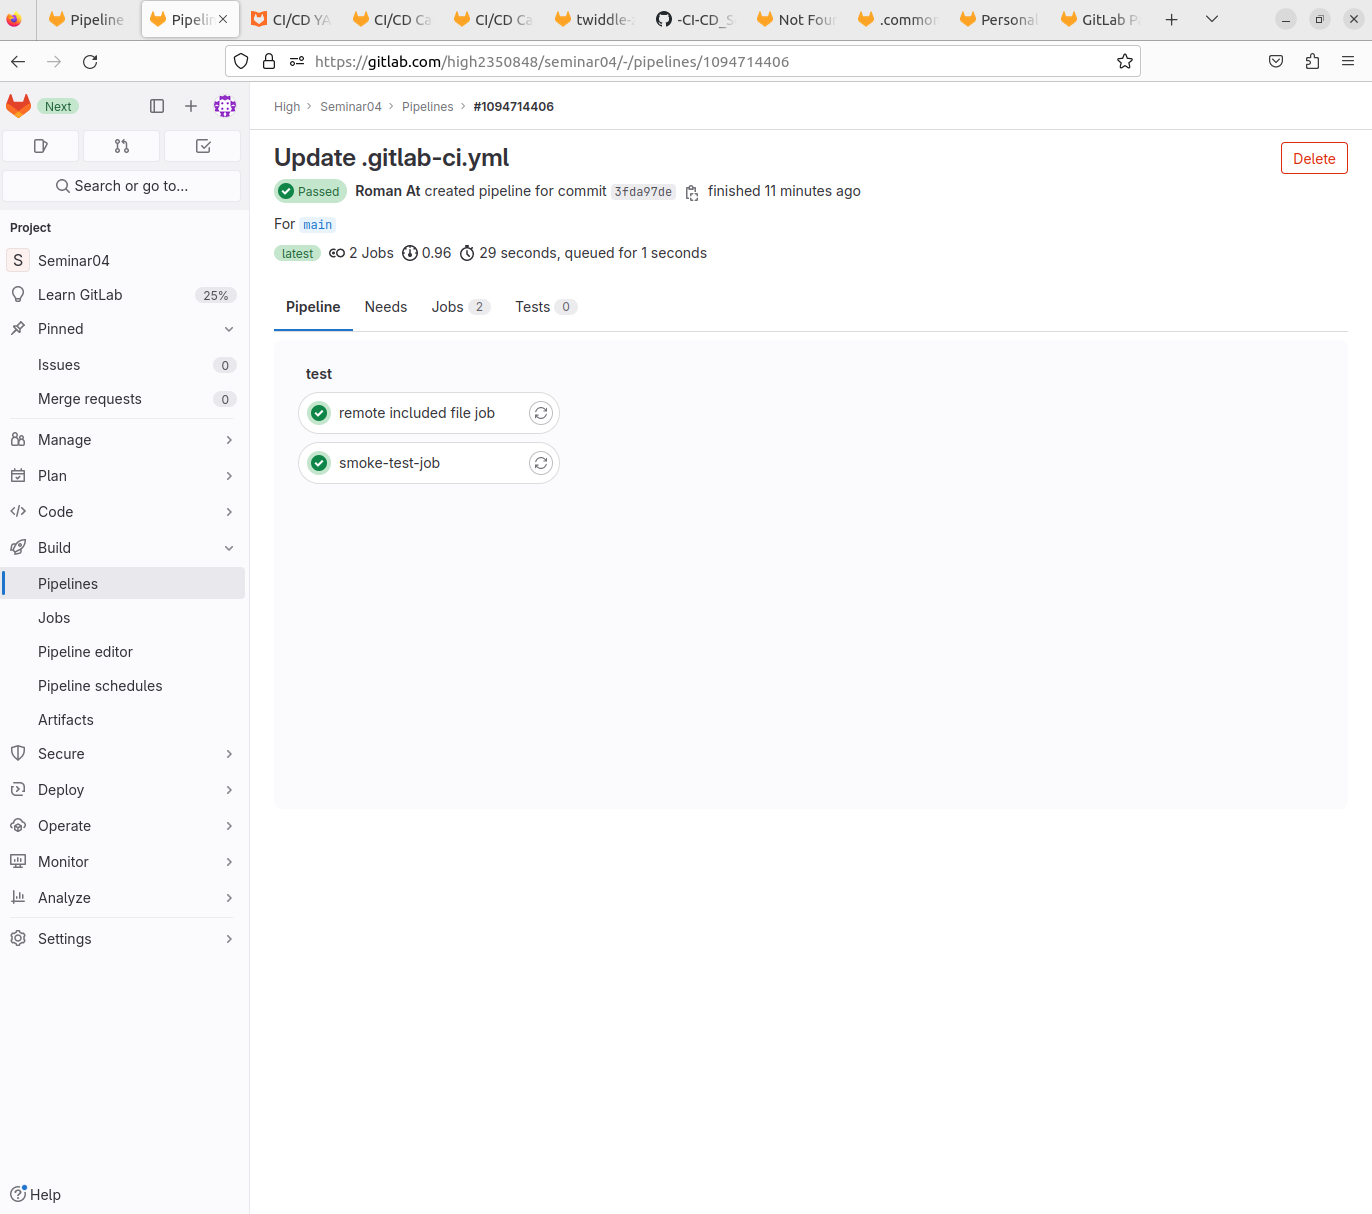 Pipeline
Pipelin
CI/CD YA
CI/CD Ca
CI/CD Ca
twiddle-
-CI-CD_S
Not Four
.common
Personal
GitLab P
https://gitlab.com/high2350848/seminar04/-/pipelines/1094714406
Next
Search or go to...
Project
S Seminar04
Learn GitLab 25%
Pinned
Issues 0
Merge requests 0
Manage
Plan
Code
Build
Pipelines
Jobs
Pipeline editor
Pipeline schedules
Artifacts
Secure
Deploy
Operate
Monitor
Analyze
Settings
Help
High › Seminar04 › Pipelines › #1094714406
Update .gitlab-ci.yml
Delete
Passed Roman At created pipeline for commit 3fda97de finished 11 minutes ago
For main
latest 2 Jobs 0.96 29 seconds, queued for 1 seconds
Pipeline Needs Jobs 2 Tests 0
test
remote included file job
smoke-test-job